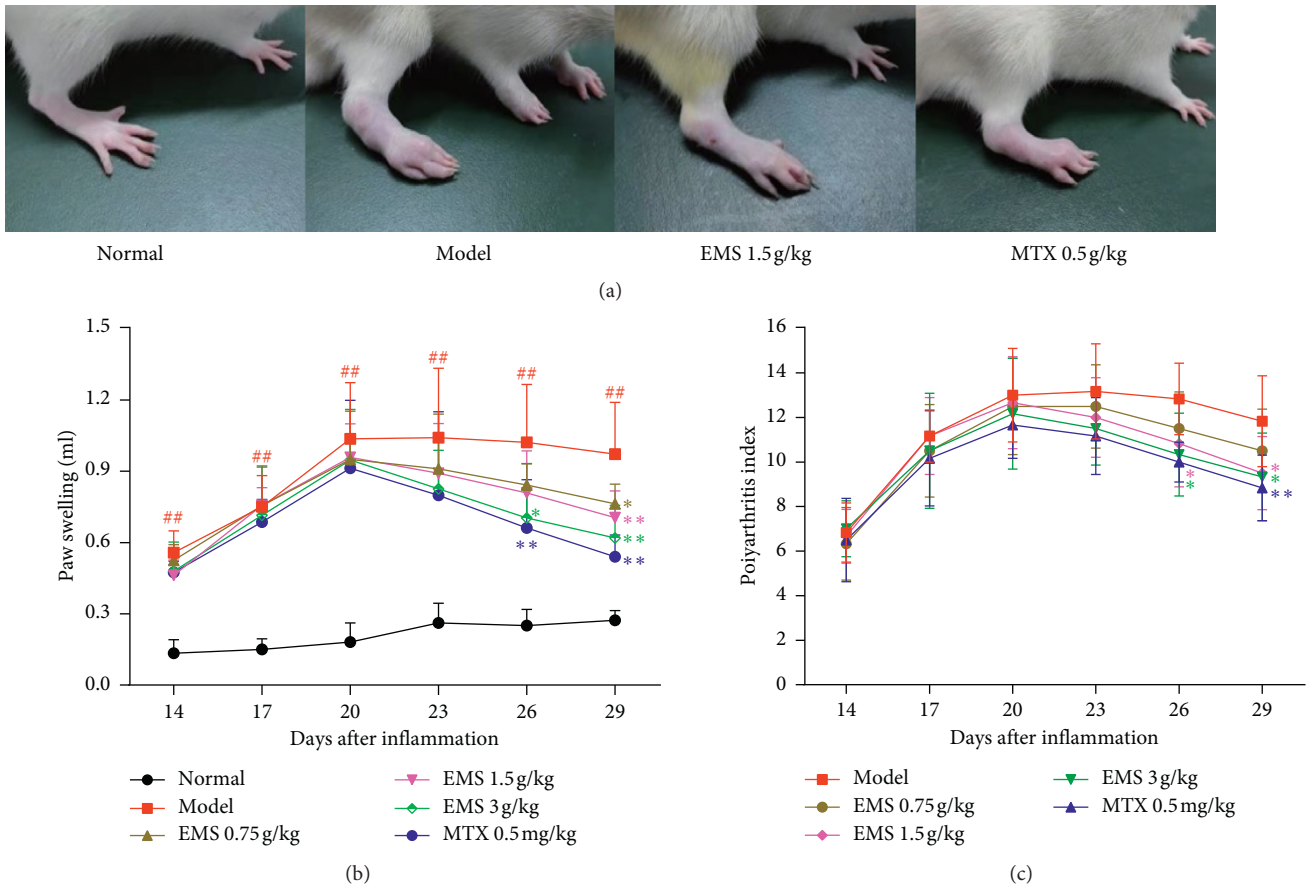 Normal
Model
EMS 1.5 g/kg
MTX 0.5 g/kg
(a)
1.5
1.2
0.9
0.6
0.3
0.0
Paw swelling (ml)
##
##
##
##
##
##
*
**
*
**
**
**
14
17
20
23
26
29
Days after inflammation
Normal
Model
EMS 0.75 g/kg
EMS 1.5 g/kg
EMS 3 g/kg
MTX 0.5 mg/kg
(b)
16
14
12
10
8
6
4
2
0
Poiyarthritis index
*
*
*
*
**
14
17
20
23
26
29
Days after inflammation
Model
EMS 0.75 g/kg
EMS 1.5 g/kg
EMS 3 g/kg
MTX 0.5 mg/kg
(c)